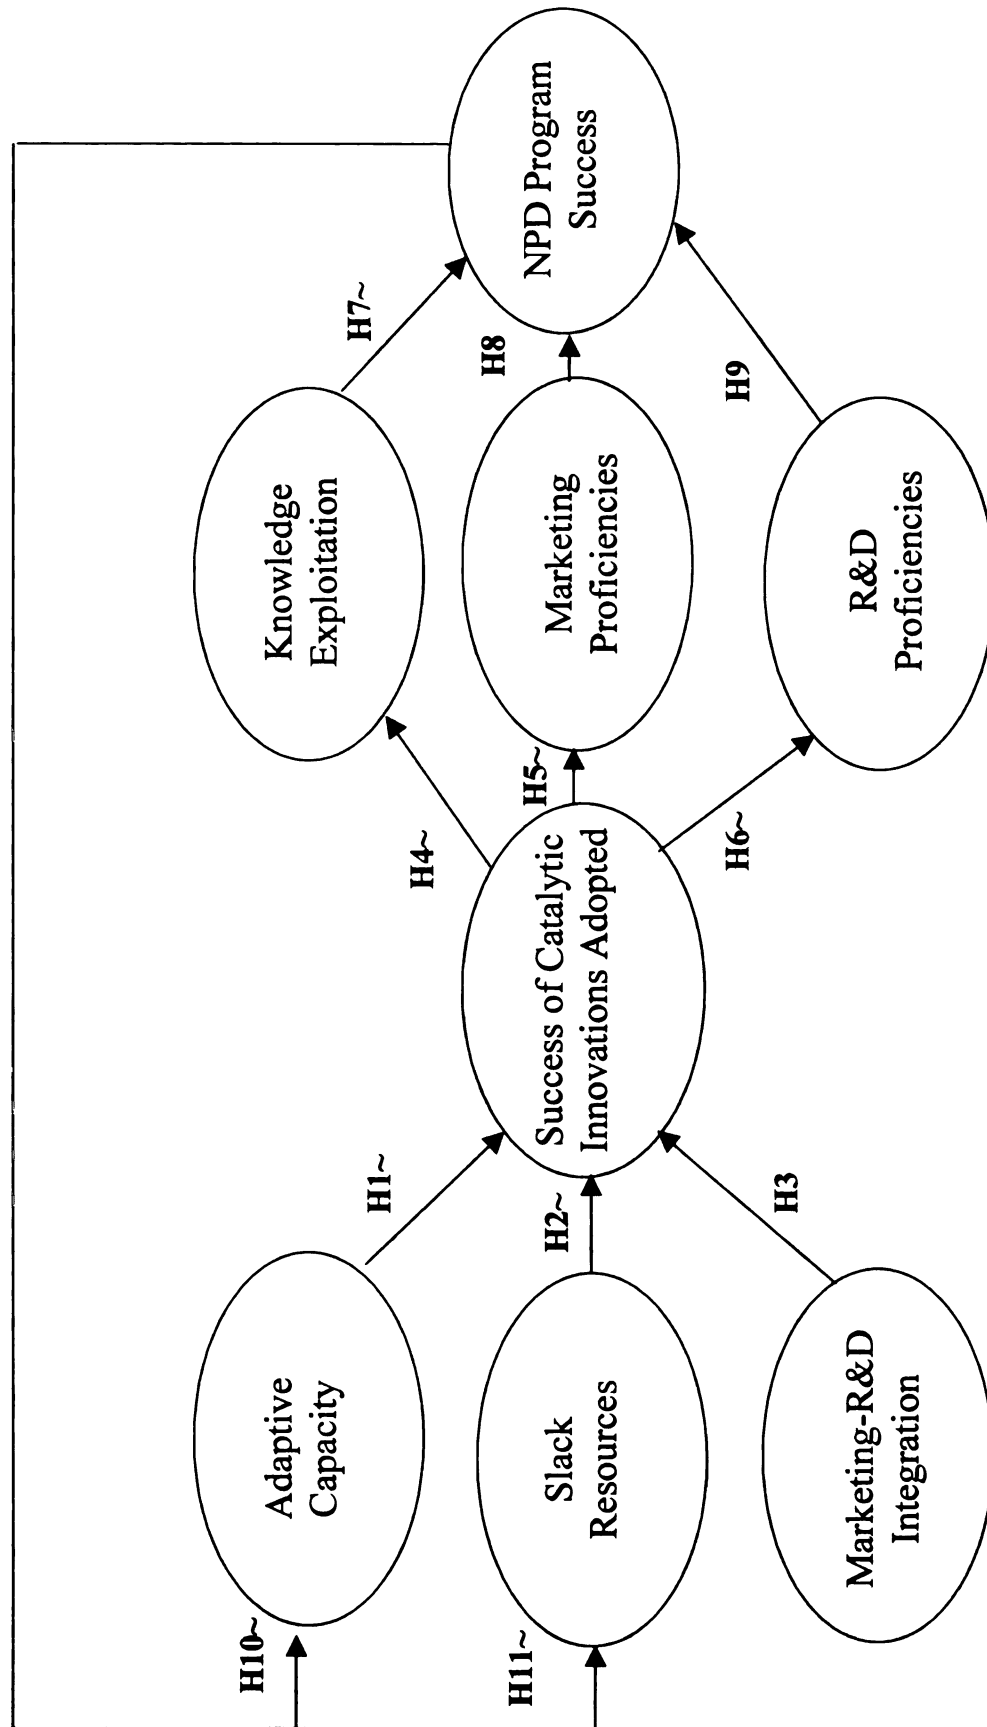 H10~
Adaptive
Capacity
H1~
H11~
Slack
Resources
H2~
Marketing-R&D
Integration
H3
Success of Catalytic
Innovations Adopted
H4~
H5~
H6~
Knowledge
Exploitation
H7~
Marketing
Proficiencies
H8
R&D
Proficiencies
H9
NPD Program
Success